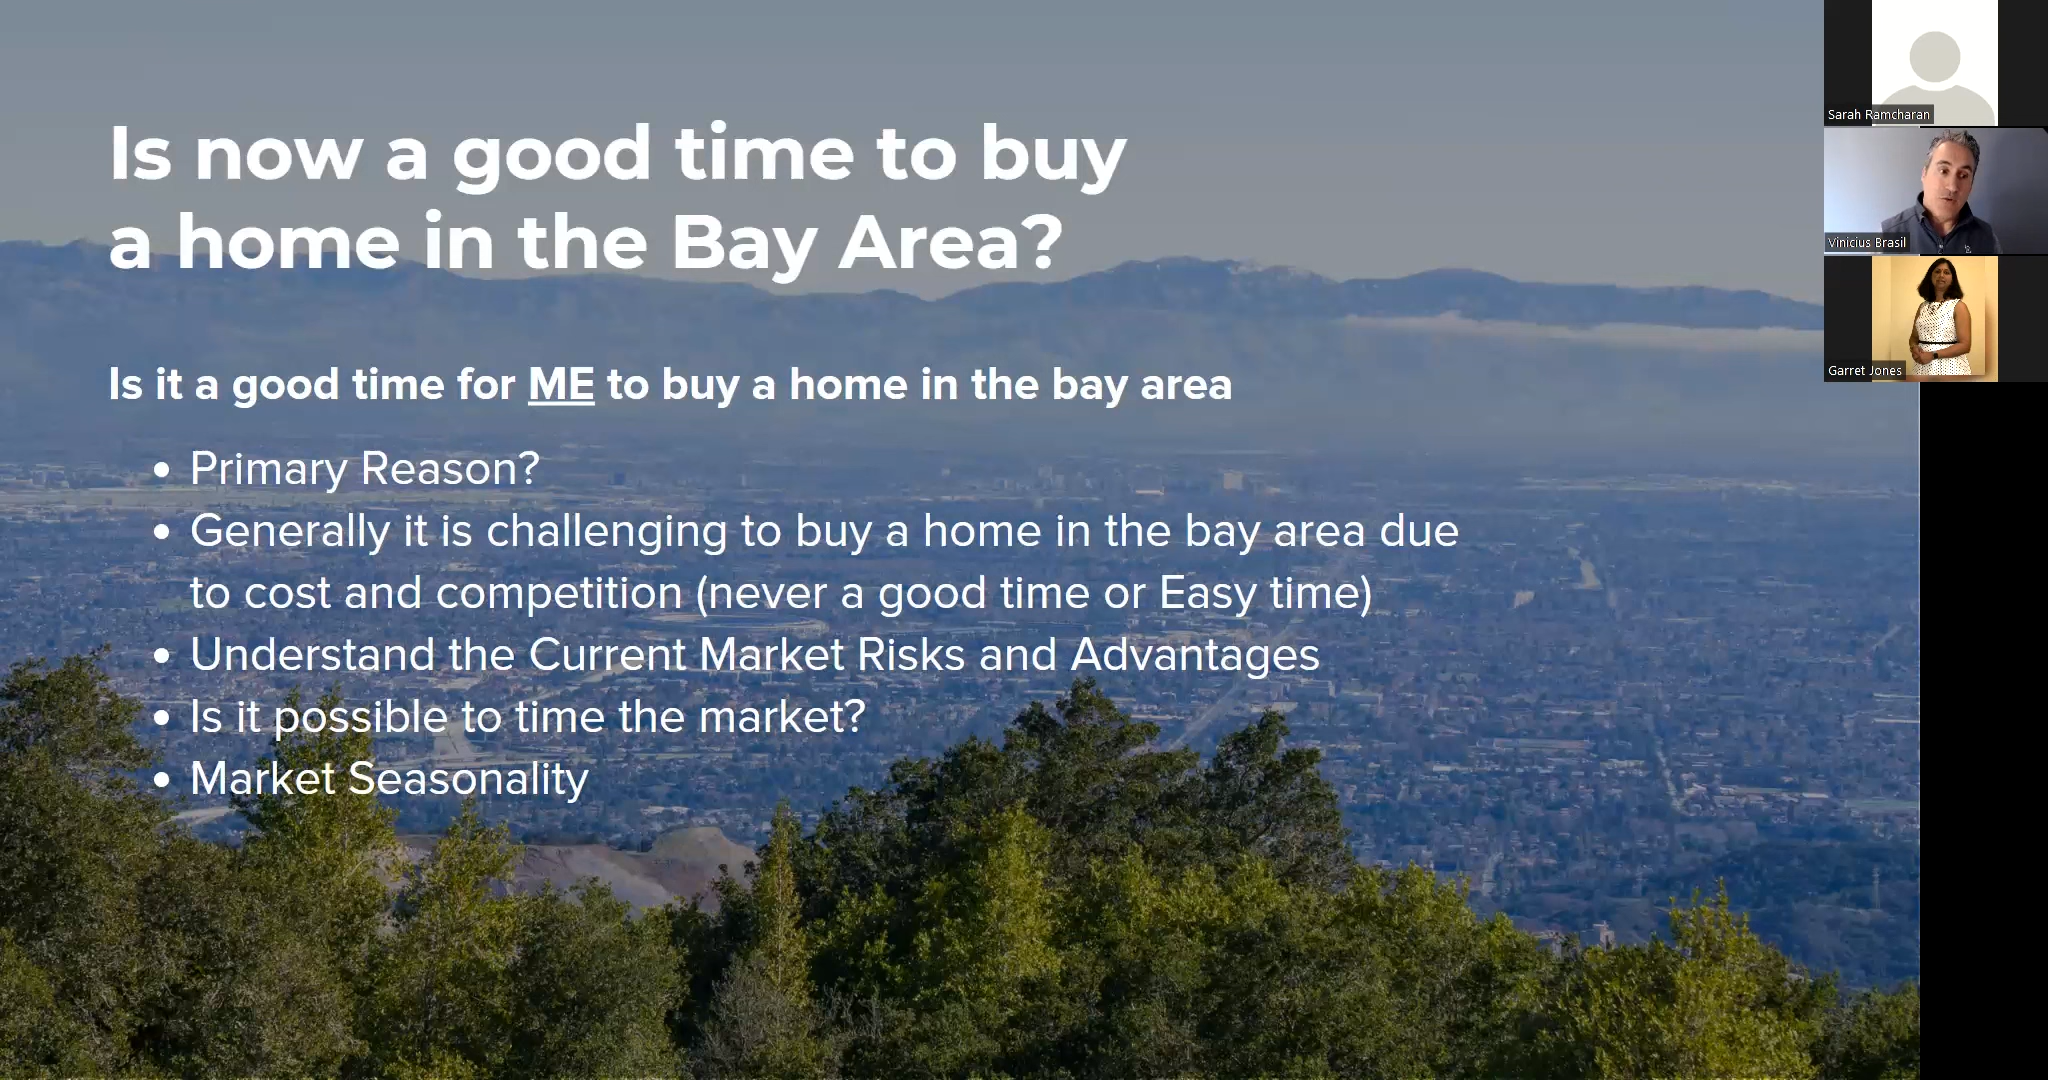 Is now a good time to buy
a home in the Bay Area?
Is it a good time for ME to buy a home in the bay area
• Primary Reason?
• Generally it is challenging to buy a home in the bay area due
to cost and competition (never a good time or Easy time)
• Understand the Current Market Risks and Advantages
• Is it possible to time the market?
• Market Seasonality
Sarah Ramcharan
Vinicius Brasil
Garret Jones